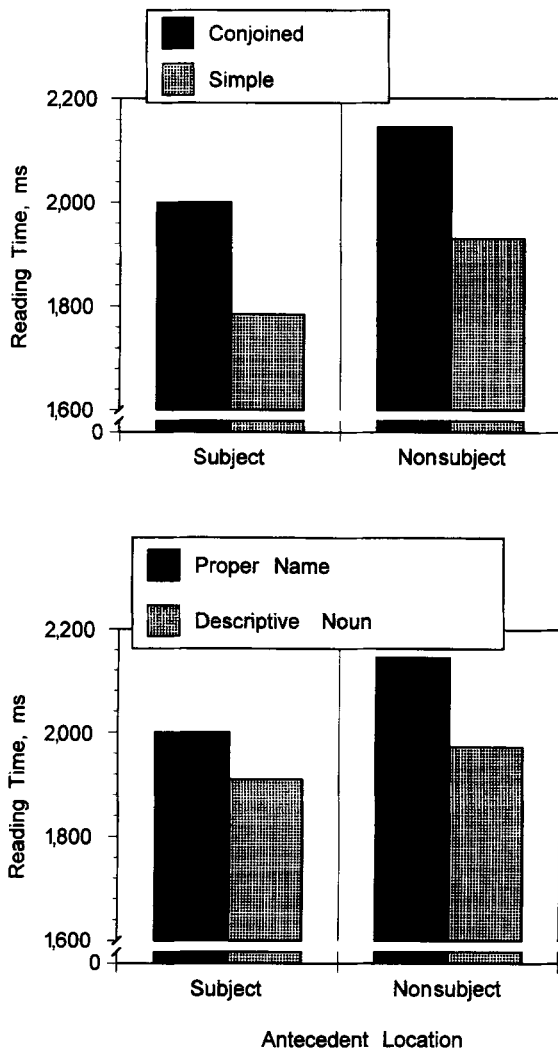 Conjoined
Simple
Reading Time, ms
2,200
2,000
1,800
1,600
0
Subject Nonsubject
Proper Name
Descriptive Noun
Reading Time, ms
2,200
2,000
1,800
1,600
0
Subject Nonsubject
Antecedent Location